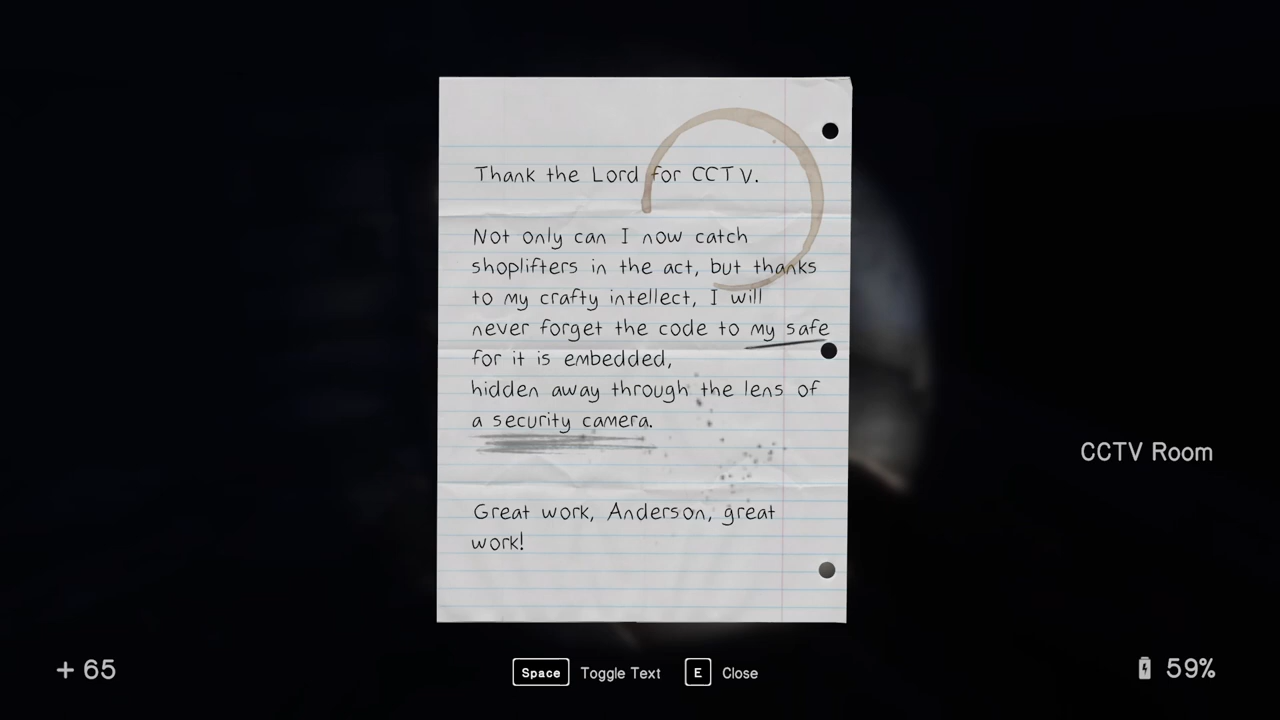 Thank the Lord for CCTV.
Not only can I now catch
shoplifters in the act, but thanks
to my crafty intellect, I will
never forget the code to my safe
for it is embedded,
hidden away through the lens of
a security camera.
Great work, Anderson, great
work!
CCTV Room
+ 65
Space Toggle Text E Close
59%